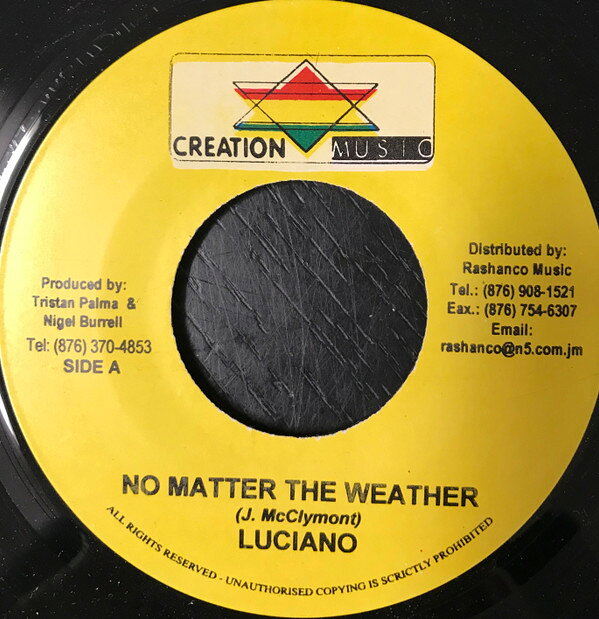 CREATION MUSIC
Produced by:
Tristan Palma &
Nigel Burrell
Tel: (876) 370-4853
SIDE A
Distributed by:
Rashanco Music
Tel.: (876) 908-1521
Eax.: (876) 754-6307
Email:
rashanco@n5.com.jm
NO MATTER THE WEATHER
(J. McClymont)
LUCIANO
ALL RIGHTS RESERVED - UNAUTHORISED COPYING IS SCRICTLY PROHIBITED